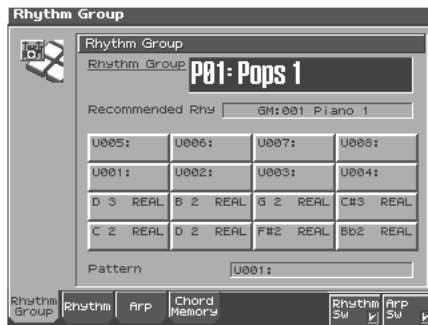 Rhythm Group
Rhythm Group
Rhythm Group P01: Pops 1
Recommended Rhy GM:001 Piano 1
U005: U006: U007: U008:
U001: U002: U003: U004:
D 3 REAL B 2 REAL G 2 REAL C#3 REAL
C 2 REAL D 2 REAL F#2 REAL Bb2 REAL
Pattern U001:
Rhythm Group Rhythm Arp Chord Memory Rhythm Sw Arp Sw